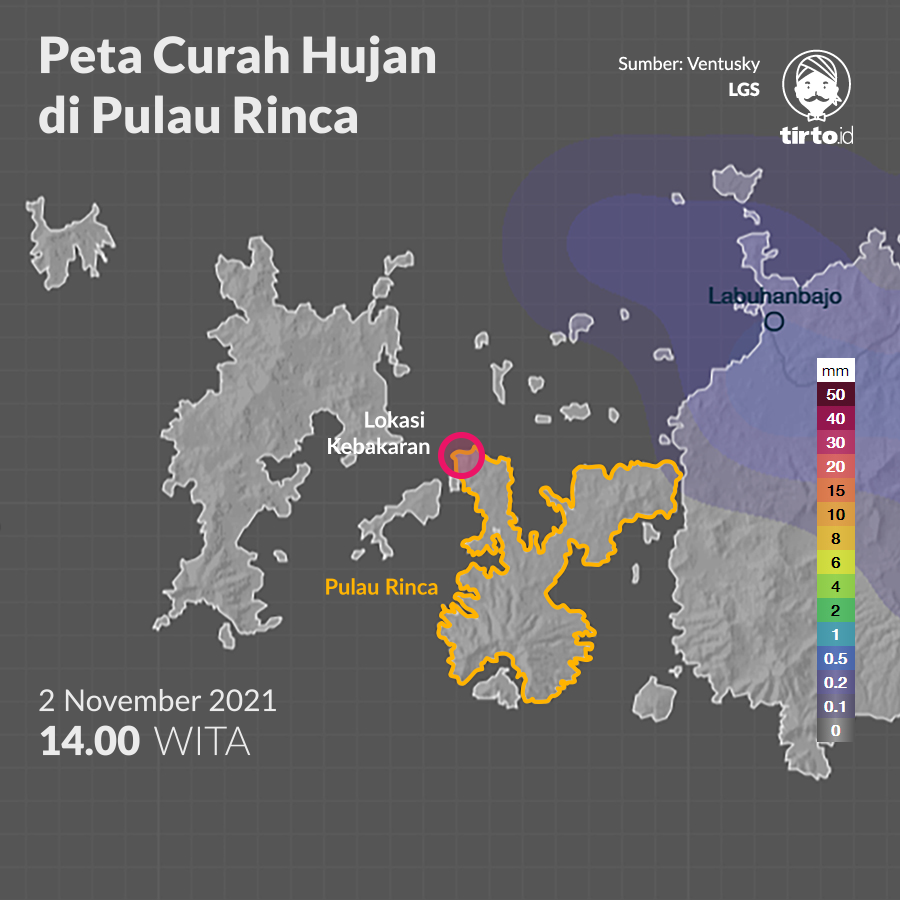 Peta Curah Hujan
di Pulau Rinca
Sumber: Ventusky
LGS
tirto.id
Labuhanbajo
Lokasi
Kebakaran
Pulau Rinca
mm
50
40
30
20
15
10
8
6
4
2
1
0.5
0.2
0.1
0
2 November 2021
14.00 WITA